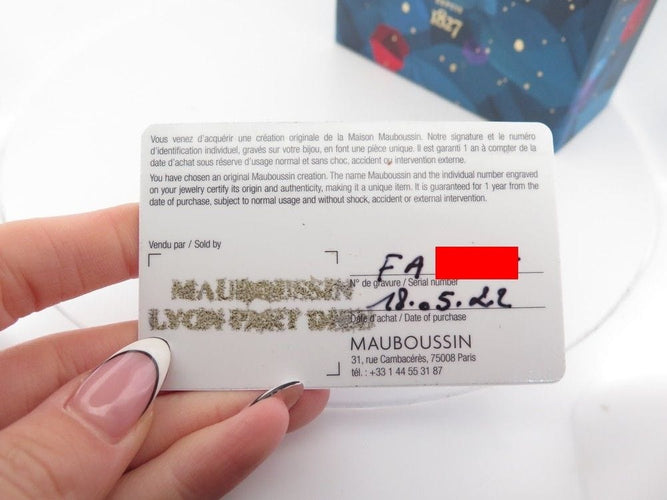 Vous venez d'acquérir une création originale de la Maison Mauboussin. Notre signature et le numéro
d'identification individuel, gravés sur votre bijou, en font une pièce unique. Il est garanti 1 an à compter de la
date d'achat sous réserve d'usage normal et sans choc, accident ou intervention externe.
You have chosen an original Mauboussin creation. The name Mauboussin and the individual number engraved
on your jewelry certify its origin and authenticity, making it a unique item. It is guaranteed for 1 year from the
date of purchase, subject to normal usage and without shock, accident or external intervention.
Vendu par / Sold by
MAUBOUSSIN
LYON PART DIEU
FA
N° de gravure / Serial number
18.05.22
Date d'achat / Date of purchase
MAUBOUSSIN
31, rue Cambacérès, 75008 Paris
tél. : +33 1 44 55 31 87